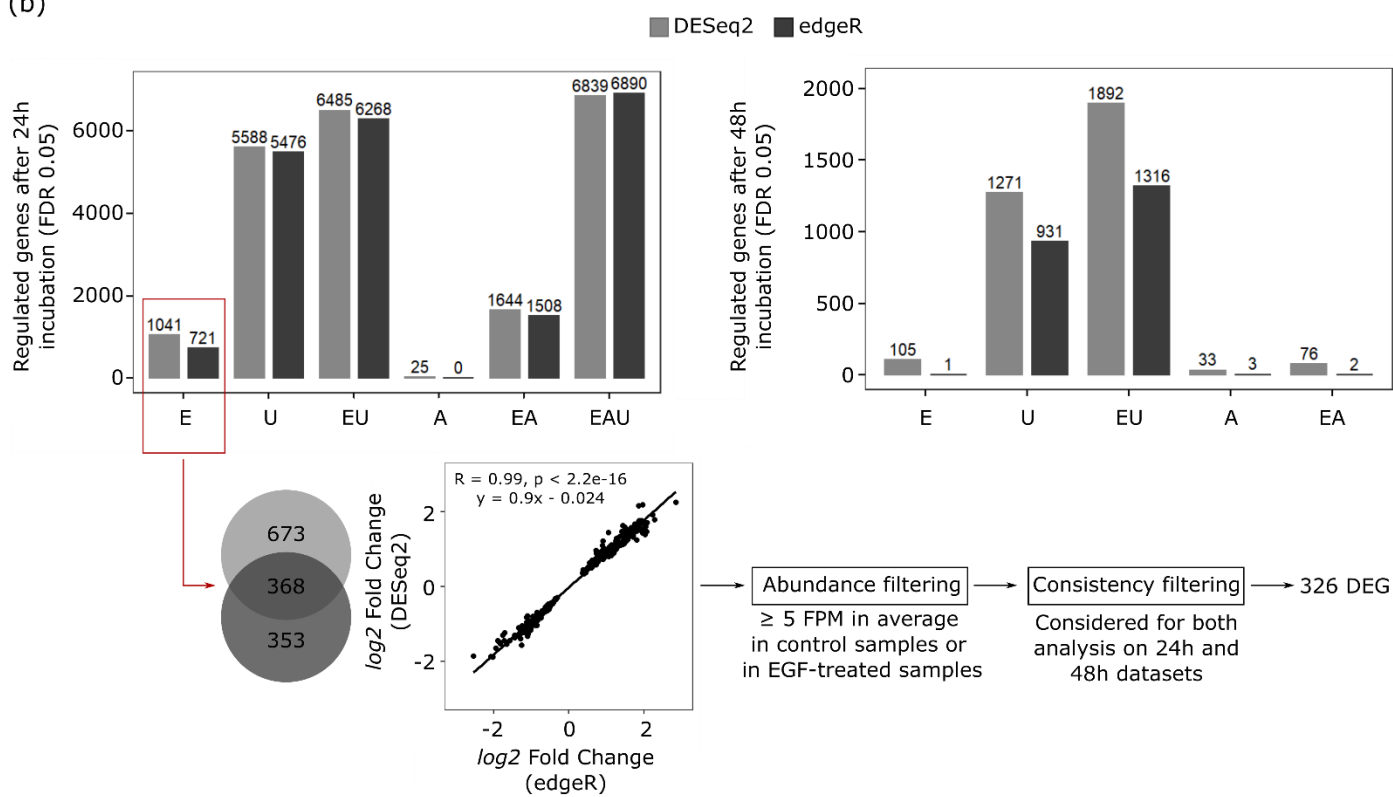 (b)
DESeq2 edgeR
Regulated genes after 24h
incubation (FDR 0.05)
6000
4000
2000
0
1041
721
5588
5476
6485
6268
25
0
1644
1508
6839
6890
E U EU A EA EAU
Regulated genes after 48h
incubation (FDR 0.05)
2000
1500
1000
500
0
105
1
1271
931
1892
1316
33
3
76
2
E U EU A EA
673
368
353
log2 Fold Change
(DESeq2)
R = 0.99, p < 2.2e-16
y = 0.9x - 0.024
2
0
-2
-2 0 2
log2 Fold Change
(edgeR)
Abundance filtering
≥ 5 FPM in average
in control samples or
in EGF-treated samples
Consistency filtering
Considered for both
analysis on 24h and
48h datasets
326 DEG